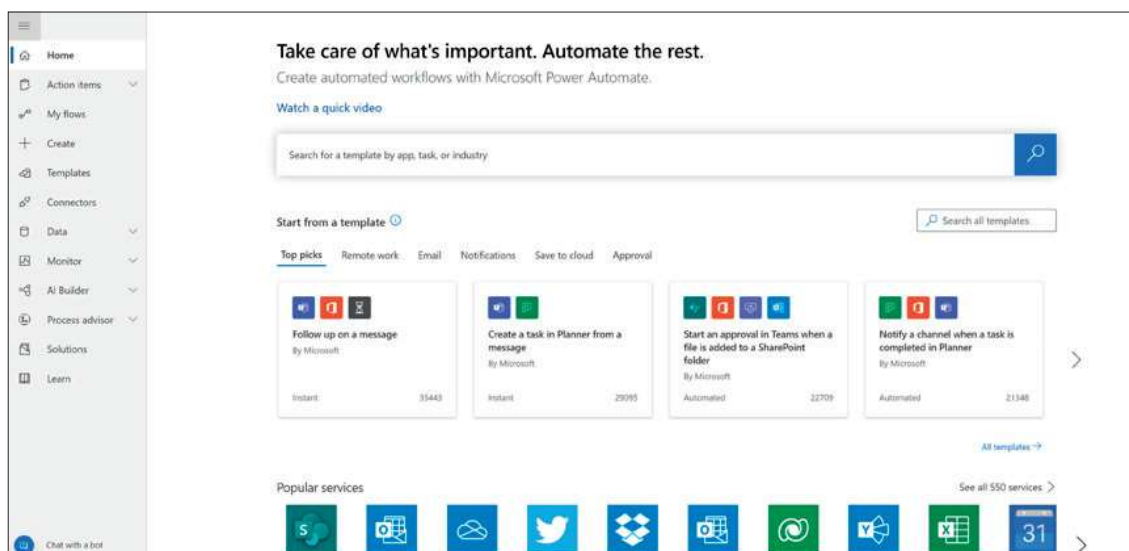 Home
Action items
My flows
Create
Templates
Connectors
Data
Monitor
AI Builder
Process advisor
Solutions
Learn
Chat with a bot
Take care of what's important. Automate the rest.
Create automated workflows with Microsoft Power Automate.
Watch a quick video
Search for a template by app, task, or industry
Start from a template
Search all templates
Top picks Remote work Email Notifications Save to cloud Approval
Follow up on a message
By Microsoft
Instant 35443
Create a task in Planner from a
message
By Microsoft
Instant 29095
Start an approval in Teams when a
file is added to a SharePoint
folder
By Microsoft
Automated 22709
Notify a channel when a task is
completed in Planner
By Microsoft
Automated 21348
All templates
Popular services
See all 550 services
S
31